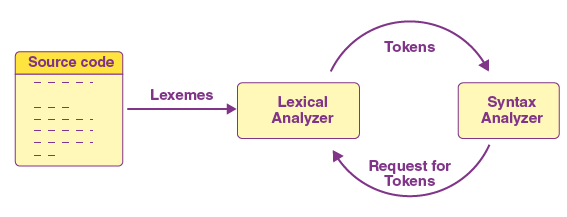 Source code
Lexemes
Lexical
Analyzer
Tokens
Syntax
Analyzer
Request for
Tokens